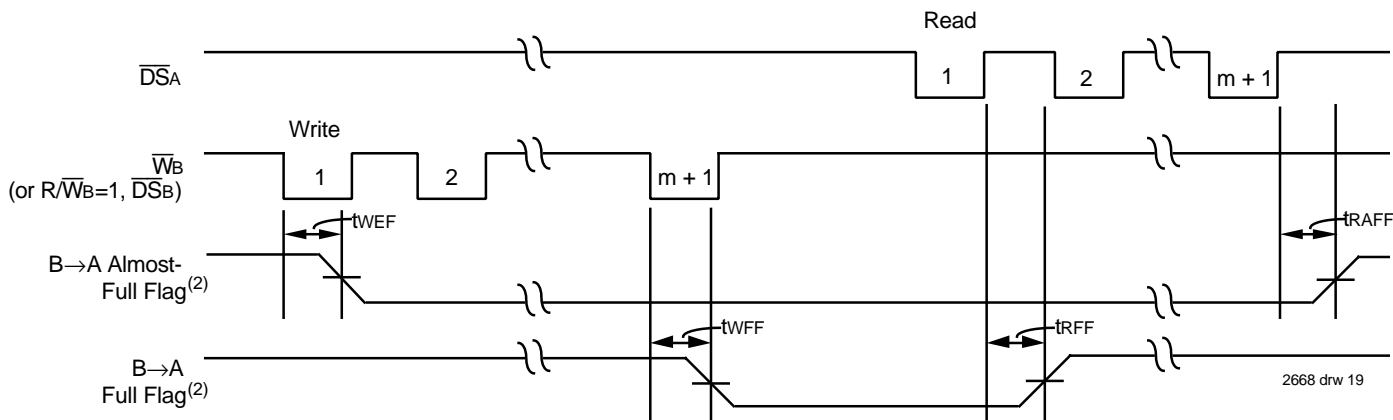 Read
DSA
1
2
m + 1
Write
WB
(or R/WB=1, DSB)
1
2
m + 1
tWEF
tRAFF
B→A Almost-
Full Flag(2)
tWFF
tRFF
B→A
Full Flag(2)
2668 drw 19